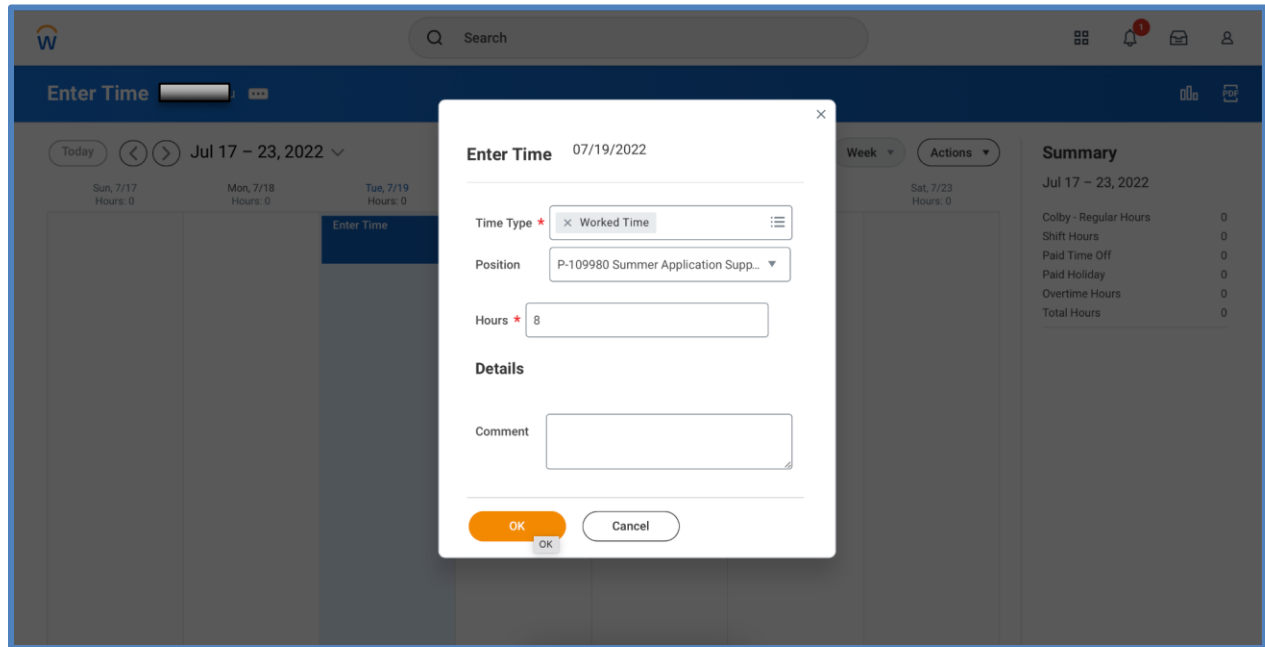 W
Search
1
Enter Time
PDF
Today
Jul 17 – 23, 2022
Week
Actions
Sun, 7/17
Hours: 0
Mon, 7/18
Hours: 0
Tue, 7/19
Hours: 0
Sat, 7/23
Hours: 0
Enter Time
×
Enter Time 07/19/2022
Time Type * × Worked Time
Position P-109980 Summer Application Supp...
Hours * 8
Details
Comment
OK Cancel
OK
Summary
Jul 17 – 23, 2022
Colby - Regular Hours 0
Shift Hours 0
Paid Time Off 0
Paid Holiday 0
Overtime Hours 0
Total Hours 0